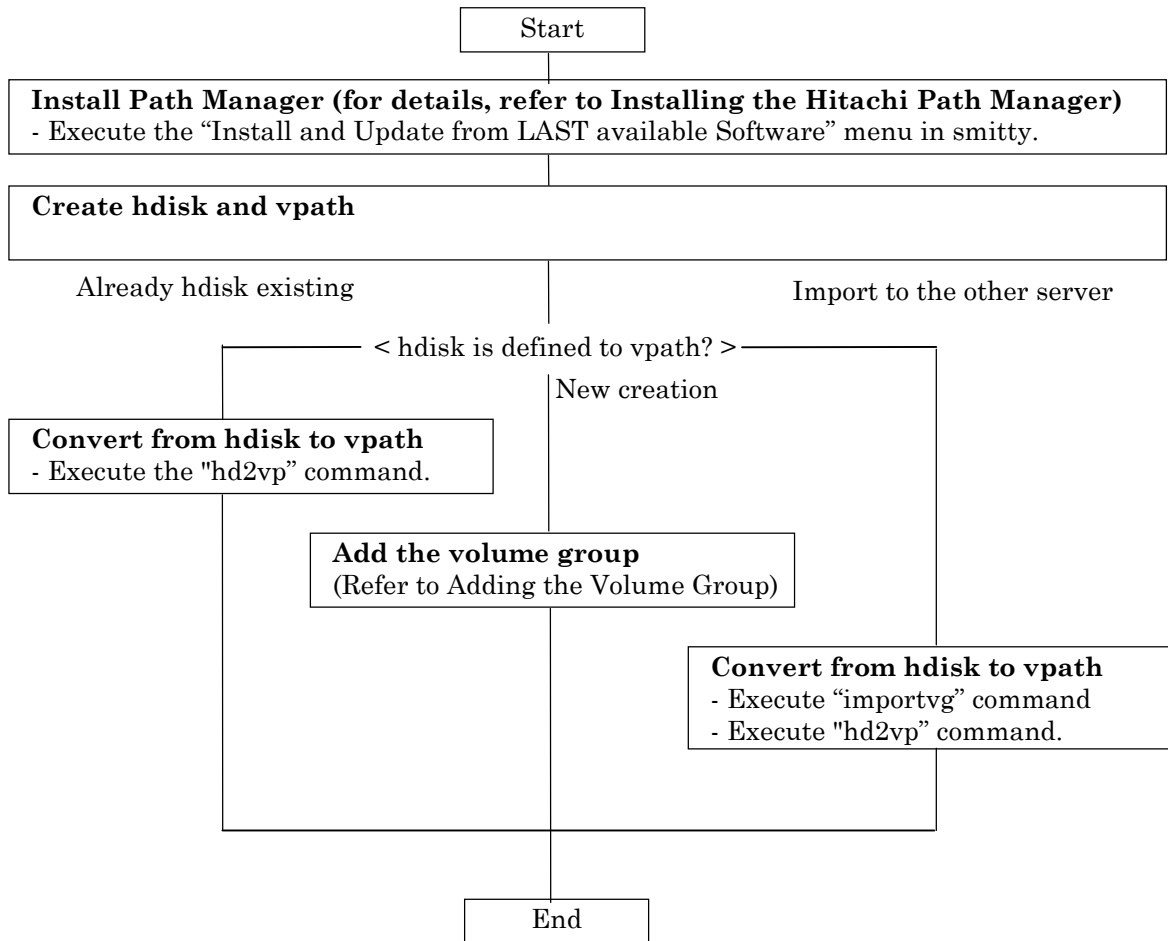 Start
Install Path Manager (for details, refer to Installing the Hitachi Path Manager)
- Execute the “Install and Update from LAST available Software” menu in smitty.
Create hdisk and vpath
Already hdisk existing
Import to the other server
< hdisk is defined to vpath? >
New creation
Convert from hdisk to vpath
- Execute the "hd2vp” command.
Add the volume group
(Refer to Adding the Volume Group)
Convert from hdisk to vpath
- Execute “importvg” command
- Execute "hd2vp” command.
End